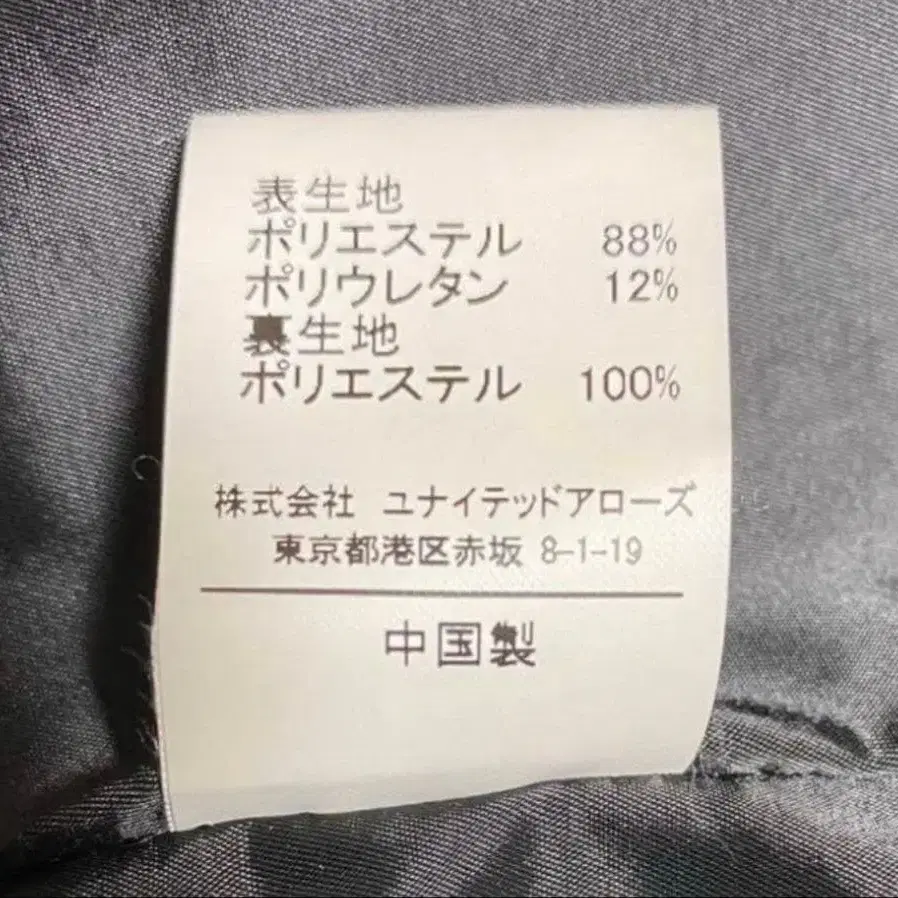 表生地
ポリエステル 88%
ポリウレタン 12%
裏生地
ポリエステル 100%
株式会社 ユナイテッドアローズ
東京都港区赤坂 8-1-19
中国製